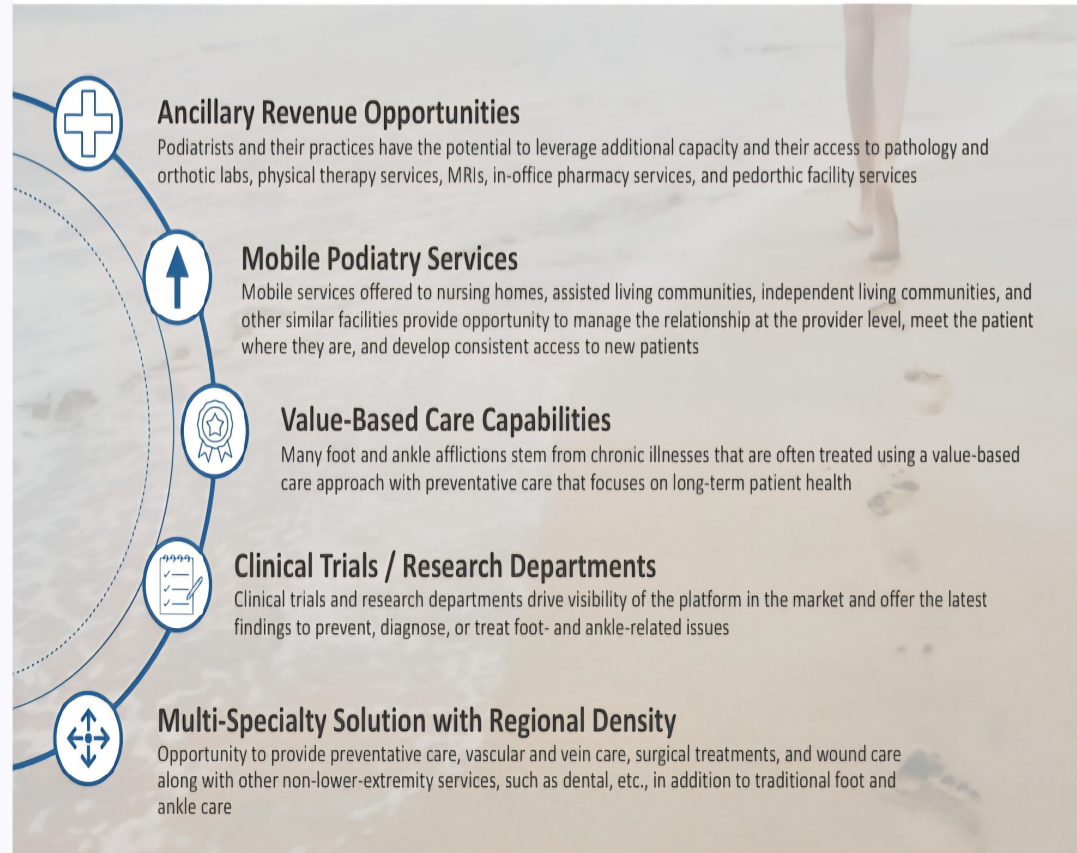 Ancillary Revenue Opportunities
Podiatrists and their practices have the potential to leverage additional capacity and their access to pathology and
orthotic labs, physical therapy services, MRIs, in-office pharmacy services, and pedorthic facility services
Mobile Podiatry Services
Mobile services offered to nursing homes, assisted living communities, independent living communities, and
other similar facilities provide opportunity to manage the relationship at the provider level, meet the patient
where they are, and develop consistent access to new patients
Value-Based Care Capabilities
Many foot and ankle afflictions stem from chronic illnesses that are often treated using a value-based
care approach with preventative care that focuses on long-term patient health
Clinical Trials / Research Departments
Clinical trials and research departments drive visibility of the platform in the market and offer the latest
findings to prevent, diagnose, or treat foot- and ankle-related issues
Multi-Specialty Solution with Regional Density
Opportunity to provide preventative care, vascular and vein care, surgical treatments, and wound care
along with other non-lower-extremity services, such as dental, etc., in addition to traditional foot and
ankle care